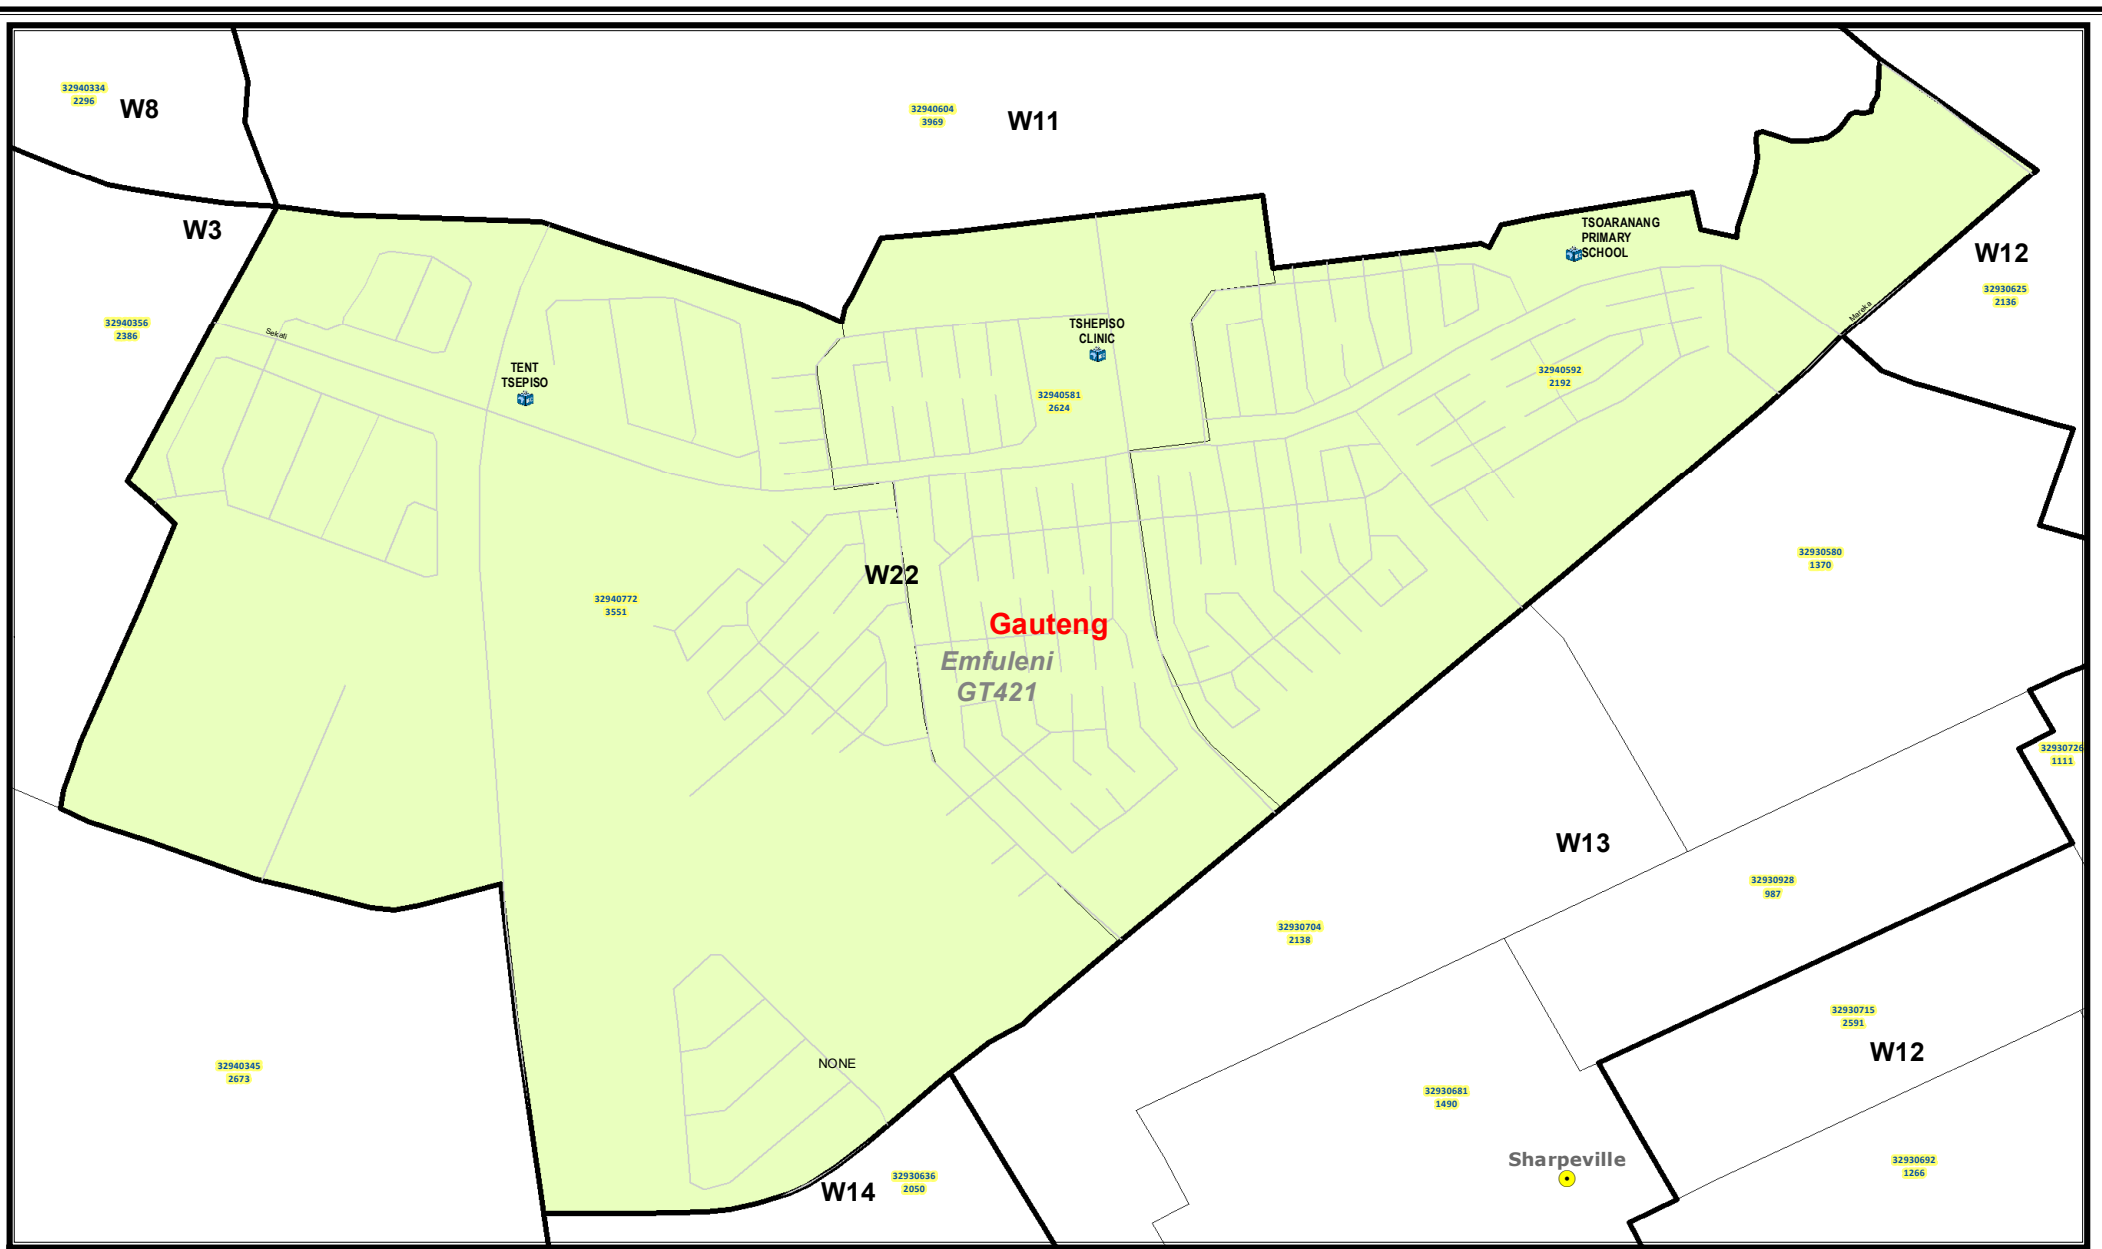 32940334
2296
W8
32940604
3969
W11
W3
TSOARANANG
PRIMARY
SCHOOL
W12
32930625
2136
32940356
2386
Sekati
TSHEPISO
CLINIC
Mareka
TENT
TSEPISO
32940592
2192
32940581
2624
32930580
1370
W22
32940772
3551
Gauteng
Emfuleni
GT421
32930726
1111
W13
32930928
987
32930704
2138
32930715
2591
W12
32940345
2673
NONE
32930681
1490
Sharpeville
32930692
1266
32930636
2050
W14